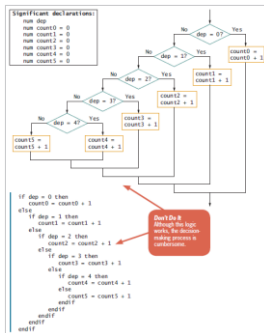 Significant declarations:
num dep
num count0 = 0
num count1 = 0
num count2 = 0
num count3 = 0
num count4 = 0
num count5 = 0
dep = 0?
No
Yes
count0 =
count0 + 1
dep = 1?
No
Yes
count1 =
count1 + 1
dep = 2?
No
Yes
count2 =
count2 + 1
dep = 3?
No
Yes
count3 =
count3 + 1
dep = 4?
No
Yes
count5 =
count5 + 1
count4 =
count4 + 1
if dep = 0 then
count0 = count0 + 1
else
if dep = 1 then
count1 = count1 + 1
else
if dep = 2 then
count2 = count2 + 1
else
if dep = 3 then
count3 = count3 + 1
else
if dep = 4 then
count4 = count4 + 1
else
count5 = count5 + 1
endif
endif
endif
endif
endif
Don't Do It
Although this logic
works, the decision-
making process is
cumbersome.